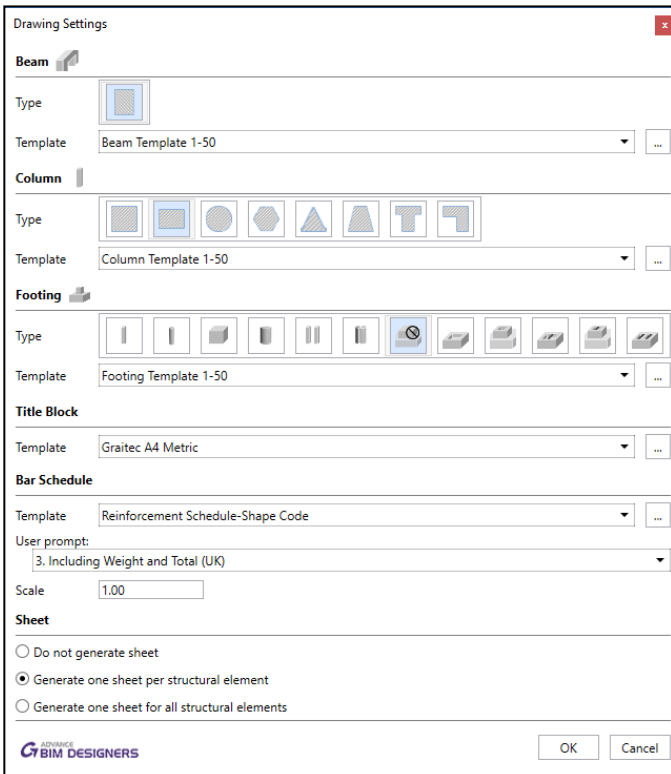 Drawing Settings
x
Beam
Type
Template Beam Template 1-50 ...
Column
Type
Template Column Template 1-50 ...
Footing
Type
Template Footing Template 1-50 ...
Title Block
Template Graitec A4 Metric ...
Bar Schedule
Template Reinforcement Schedule-Shape Code ...
User prompt:
3. Including Weight and Total (UK)
Scale 1.00
Sheet
Do not generate sheet
Generate one sheet per structural element
Generate one sheet for all structural elements
ADVANCE
BIM DESIGNERS
OK Cancel